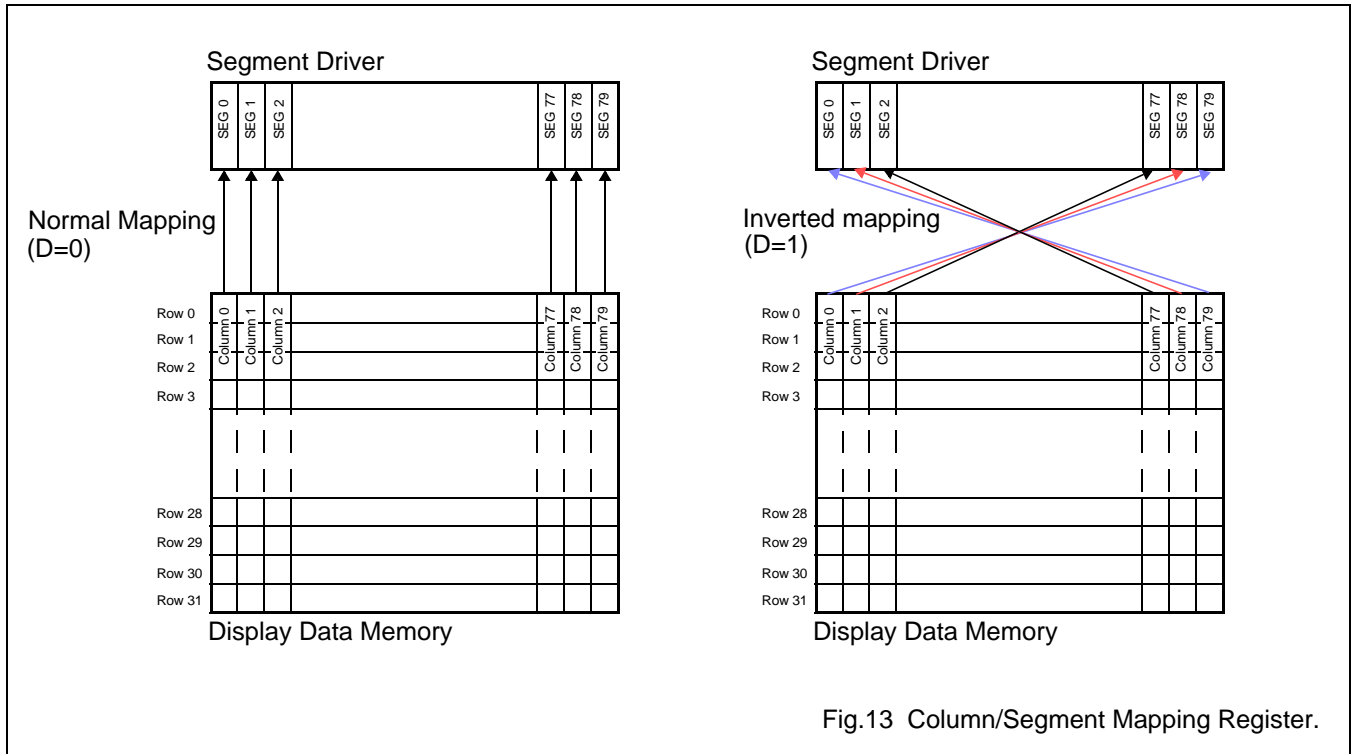 Segment Driver
SEG 0
SEG 1
SEG 2
SEG 77
SEG 78
SEG 79
Normal Mapping
(D=0)
Row 0
Row 1
Row 2
Row 3
Row 28
Row 29
Row 30
Row 31
Column 0
Column 1
Column 2
Column 77
Column 78
Column 79
Display Data Memory
Segment Driver
SEG 0
SEG 1
SEG 2
SEG 77
SEG 78
SEG 79
Inverted mapping
(D=1)
Row 0
Row 1
Row 2
Row 3
Row 28
Row 29
Row 30
Row 31
Column 0
Column 1
Column 2
Column 77
Column 78
Column 79
Display Data Memory
Fig.13 Column/Segment Mapping Register.